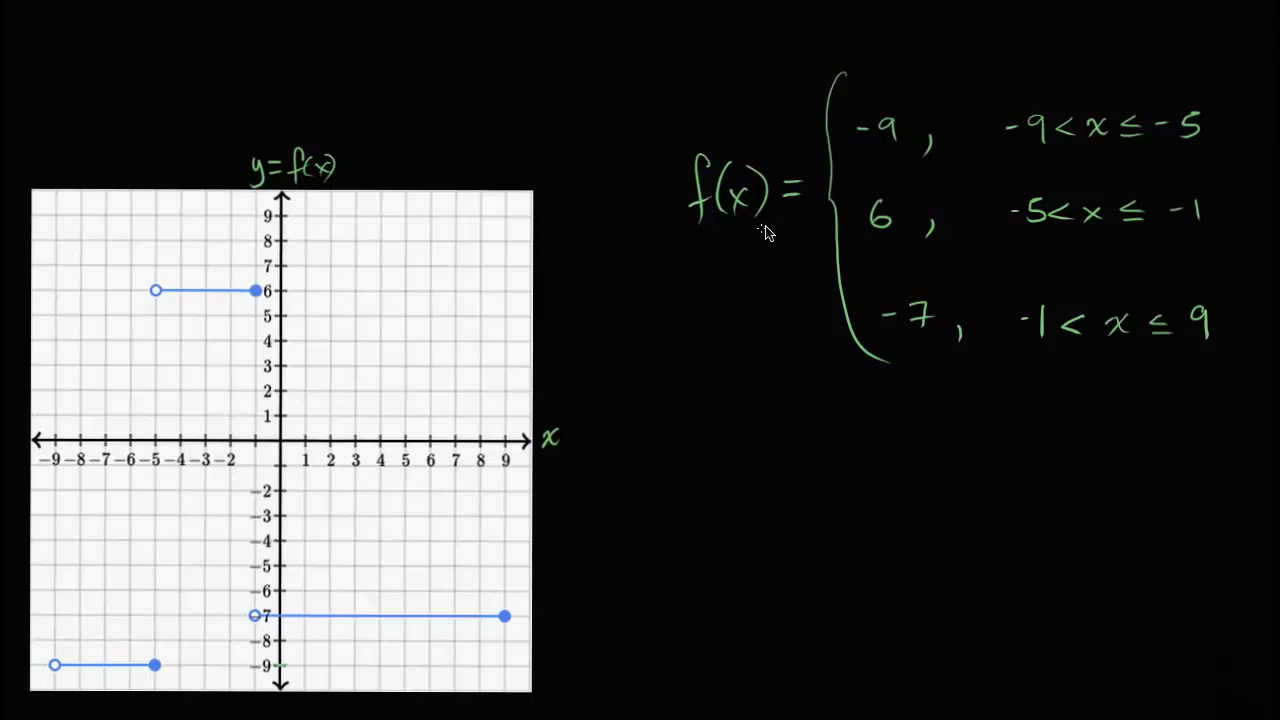 y=f(x)
9
8
7
6
5
4
3
2
1
x
-9 -8 -7 -6 -5 -4 -3 -2 1 2 3 4 5 6 7 8 9
-2
-3
-4
-5
-6
-7
-8
-9
f(x) =
-9 , -9 < x ≤ -5
6 , -5 < x ≤ -1
-7 , -1 < x ≤ 9